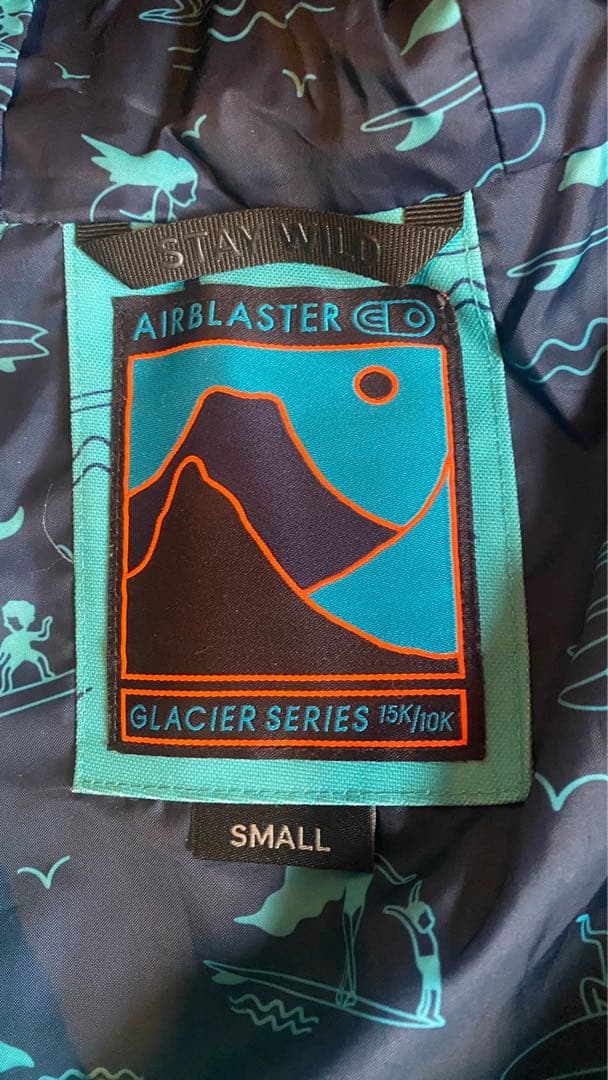 STAY WILD
AIRBLASTER
GLACIER SERIES 15K/10K
SMALL